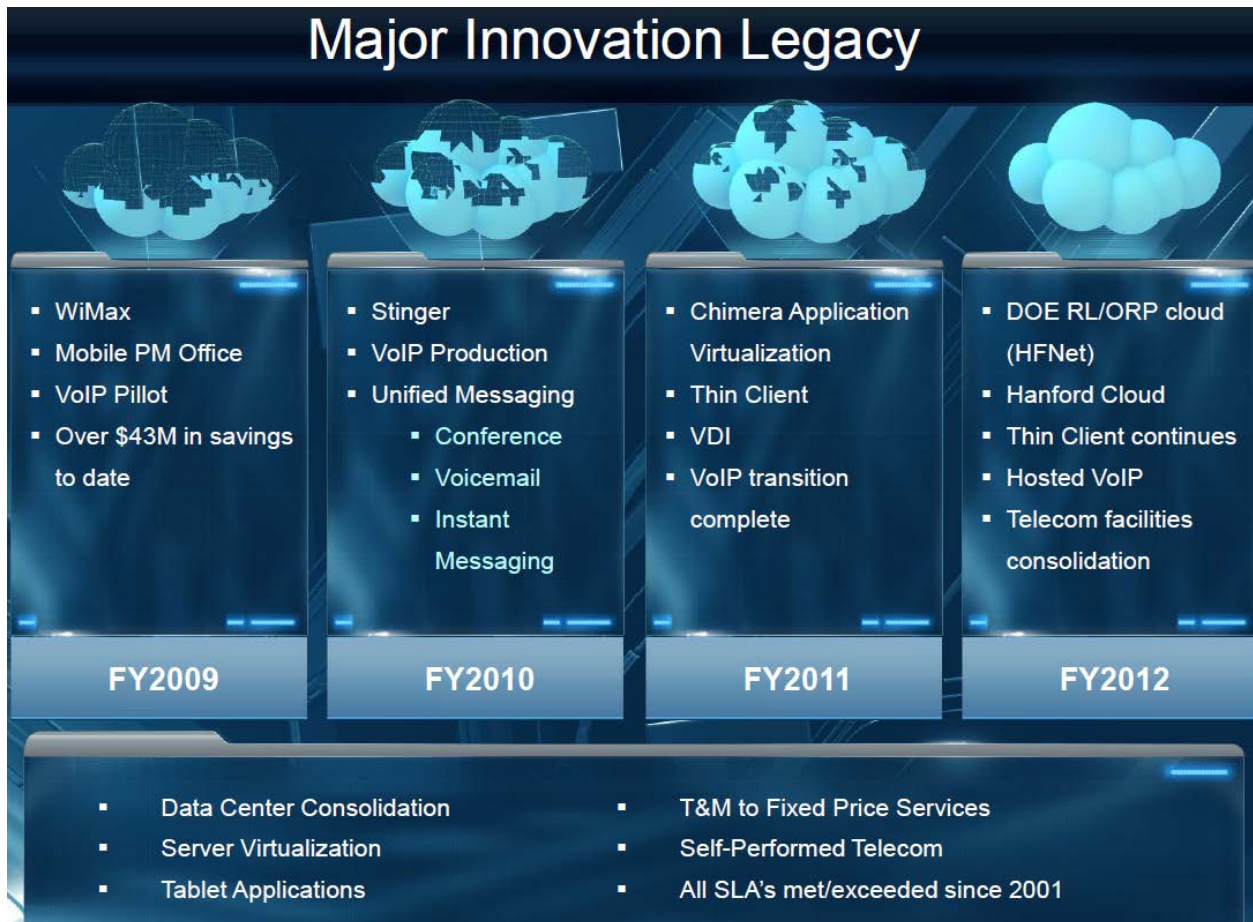 Major Innovation Legacy
▪ WiMax
▪ Mobile PM Office
▪ VoIP Pillot
▪ Over $43M in savings
to date
FY2009
▪ Stinger
▪ VoIP Production
▪ Unified Messaging
▪ Conference
▪ Voicemail
▪ Instant
Messaging
FY2010
▪ Chimera Application
Virtualization
▪ Thin Client
▪ VDI
▪ VoIP transition
complete
FY2011
▪ DOE RL/ORP cloud
(HFNet)
▪ Hanford Cloud
▪ Thin Client continues
▪ Hosted VoIP
▪ Telecom facilities
consolidation
FY2012
▪ Data Center Consolidation
▪ Server Virtualization
▪ Tablet Applications
▪ T&M to Fixed Price Services
▪ Self-Performed Telecom
▪ All SLA's met/exceeded since 2001